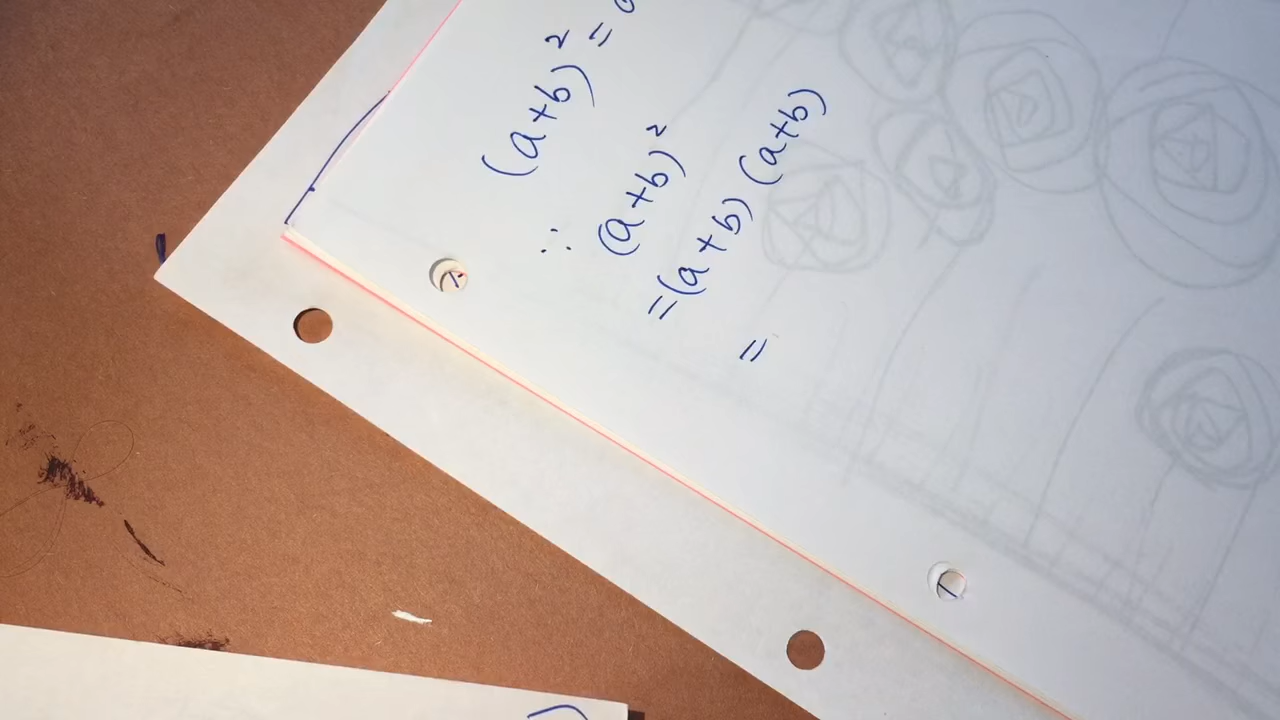 (a+b)² =
∴ (a+b)²
=(a+b)(a+b)
=